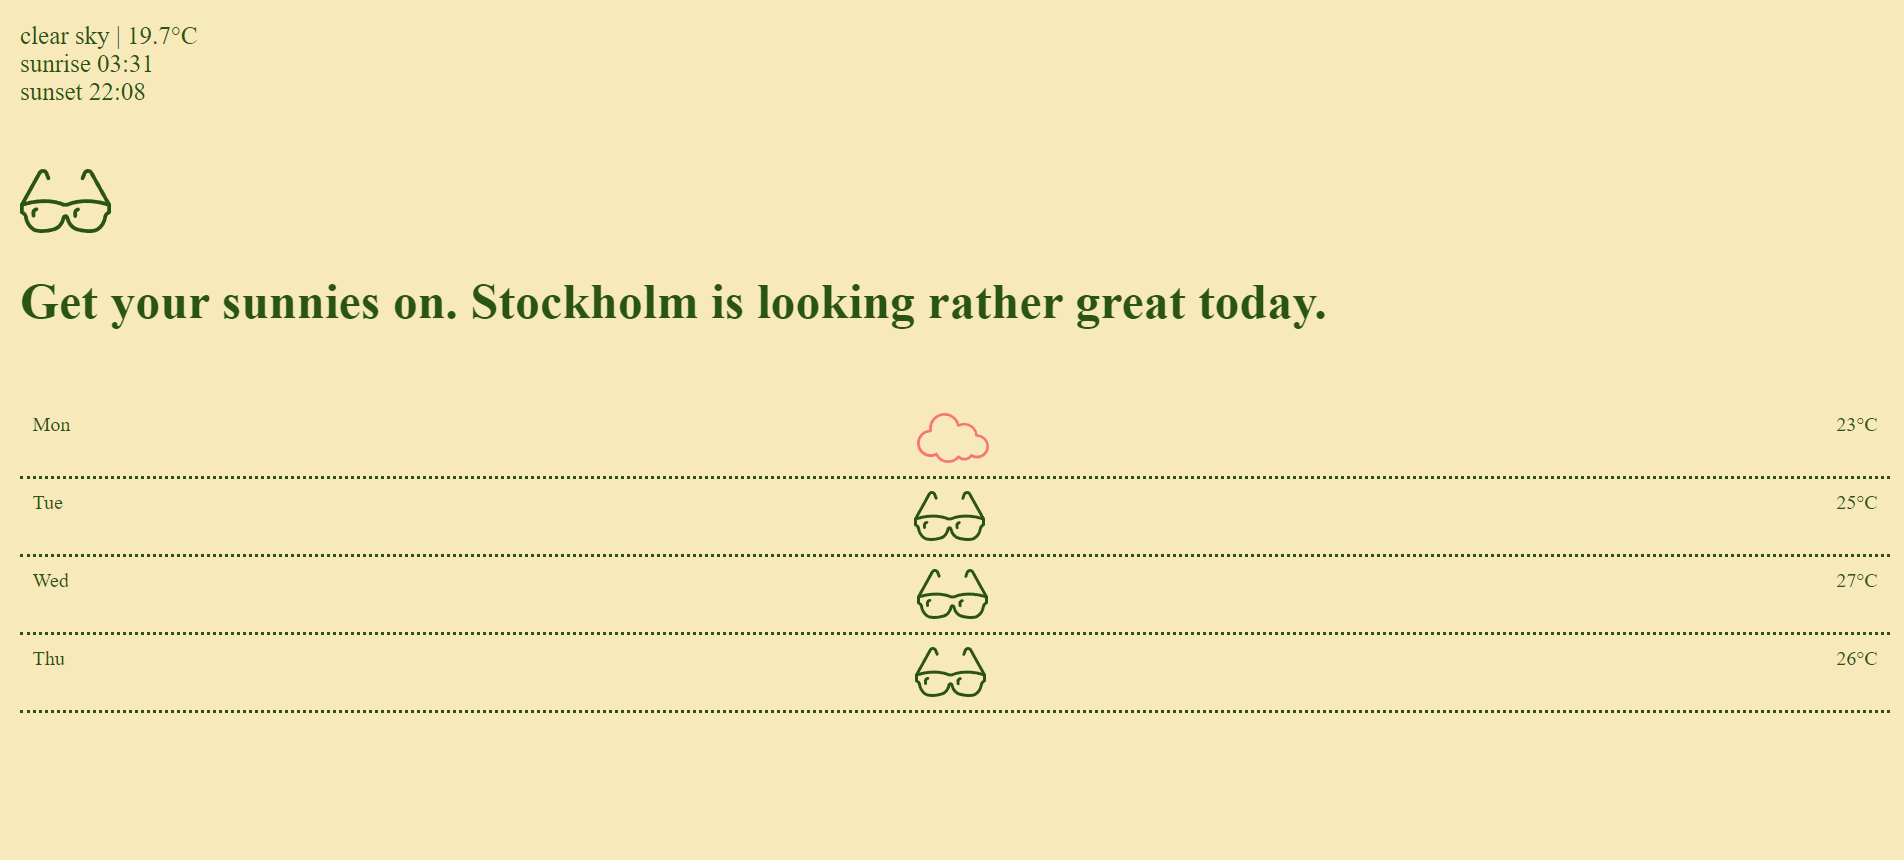 clear sky | 19.7°C
sunrise 03:31
sunset 22:08
Get your sunnies on. Stockholm is looking rather great today.
Mon 23°C
Tue 25°C
Wed 27°C
Thu 26°C